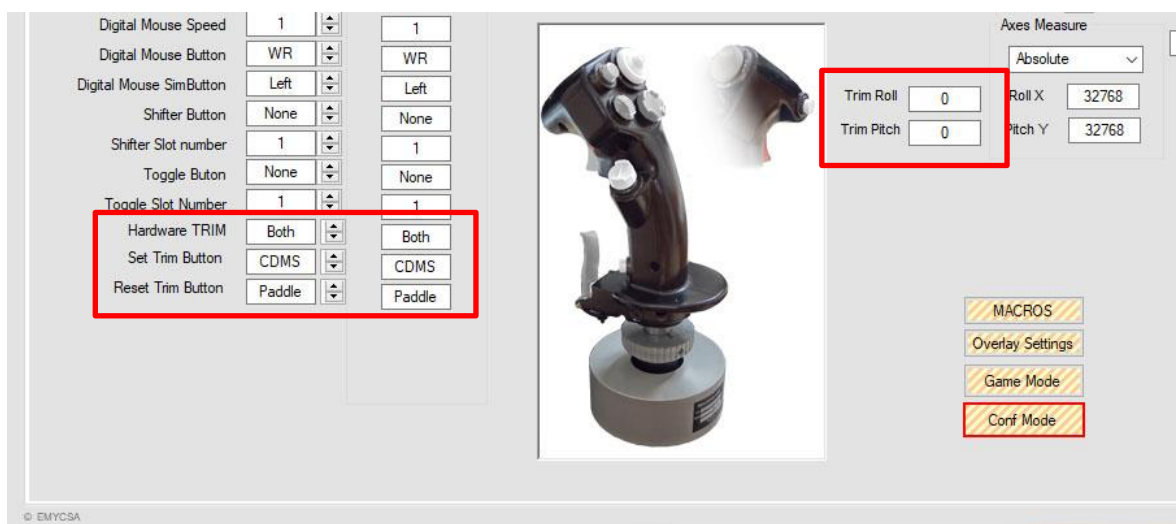 Digital Mouse Speed 1 1
Digital Mouse Button WR WR
Digital Mouse SimButton Left Left
Shifter Button None None
Shifter Slot number 1 1
Toggle Buton None None
Toggle Slot Number 1 1
Hardware TRIM Both Both
Set Trim Button CDMS CDMS
Reset Trim Button Paddle Paddle
Trim Roll 0
Trim Pitch 0
Axes Measure
Absolute
Roll X 32768
Pitch Y 32768
MACROS
Overlay Settings
Game Mode
Conf Mode
© EMYCSA